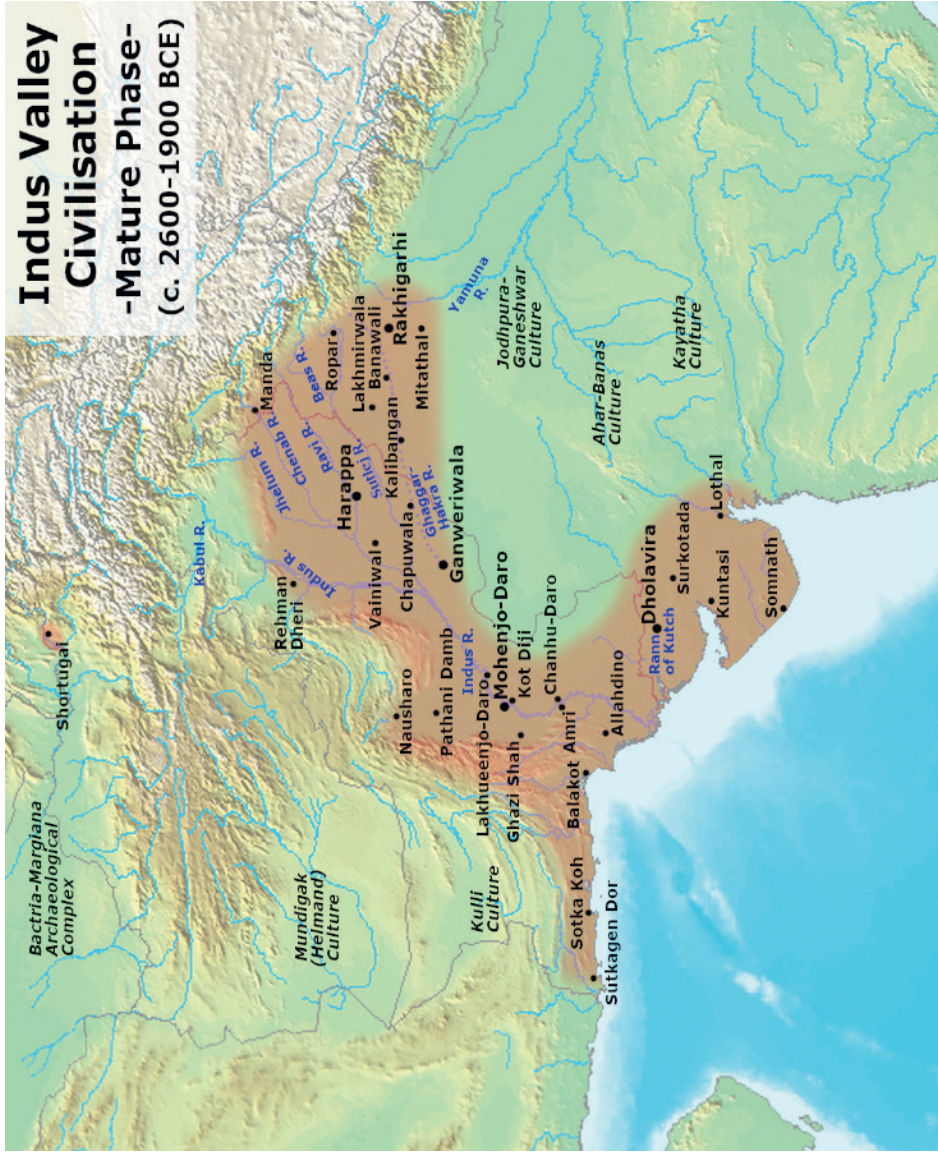 Indus Valley
Civilisation
-Mature Phase-
(c. 2600-1900 BCE)
Bactria-Margiana
Archaeological
Complex
Shortugai
Kabul R.
Mundigak
(Helmand)
Culture
Rehman
Dheri
Indus R.
Jhelum R.
Manda
Chenab R.
Ravi R.
Beas R.
Ropar
Sutlej R.
Harappa
Vainiwal
Lakhmirwala
Banawali
Kalibangan
Rakhigarhi
Mitathal
Nausharo
Chapuwala
Ghaggar-
Hakra R.
Pathani Damb
Ganweriwala
Yamuna
R.
Kulli
Culture
Indus R.
Lakhueenjo-Daro
Mohenjo-Daro
Ghazi Shah
Kot Diji
Jodhpura-
Ganeshwar
Culture
Chanhu-Daro
Amri
Balakot
Sotka Koh
Sutkagen Dor
Allahdino
Ahar-Banas
Culture
Rann
of Kutch
Dholavira
Surkotada
Kayatha
Culture
Kuntasi
Lothal
Somnath